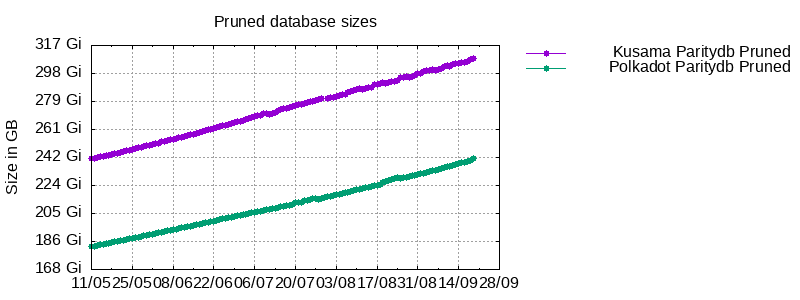 Pruned database sizes
317 Gi
298 Gi
279 Gi
261 Gi
242 Gi
224 Gi
205 Gi
186 Gi
168 Gi
Size in GB
11/05 25/05 08/06 22/06 06/07 20/07 03/08 17/08 31/08 14/09 28/09
Kusama Paritydb Pruned
Polkadot Paritydb Pruned